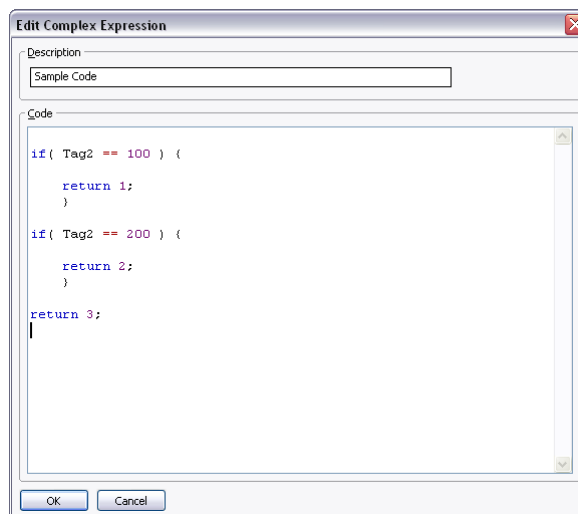 Edit Complex Expression
Description
Sample Code
Code
if( Tag2 == 100 ) {
return 1;
}
if( Tag2 == 200 ) {
return 2;
}
return 3;
OK Cancel